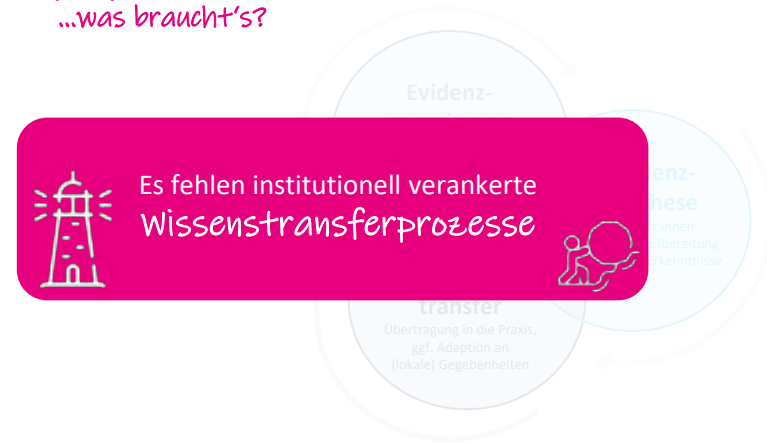 ...was braucht's?
Evidenz-
Es fehlen institutionell verankerte
Wissenstransferprozesse
transfer
Übertragung in die Praxis,
ggf. Adaption an
(lokale) Gegebenheiten